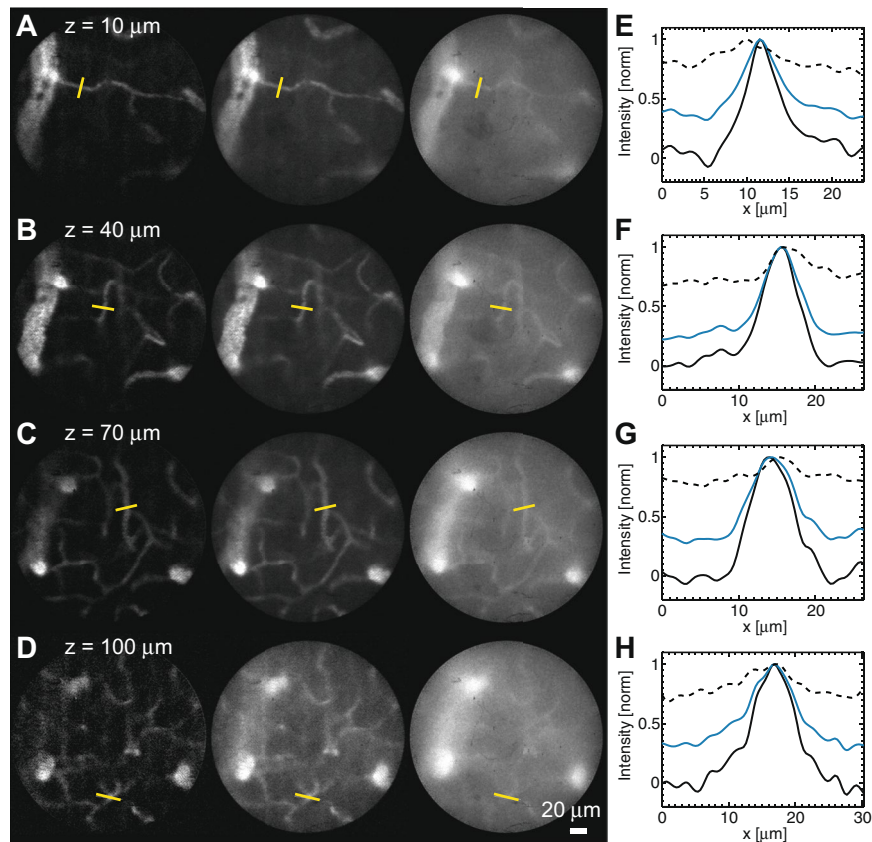 A
z = 10 µm
B
z = 40 µm
C
z = 70 µm
D
z = 100 µm
20 µm
E
Intensity [norm]
1
0.5
0
0 5 10 15 20
x [µm]
F
Intensity [norm]
1
0.5
0
0 10 20
x [µm]
G
Intensity [norm]
1
0.5
0
0 10 20
x [µm]
H
Intensity [norm]
1
0.5
0
0 10 20 30
x [µm]